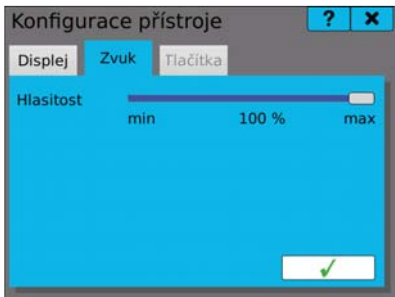 Konfigurace přístroje ? ×
Displej Zvuk Tlačítka
Hlasitost
min 100 % max